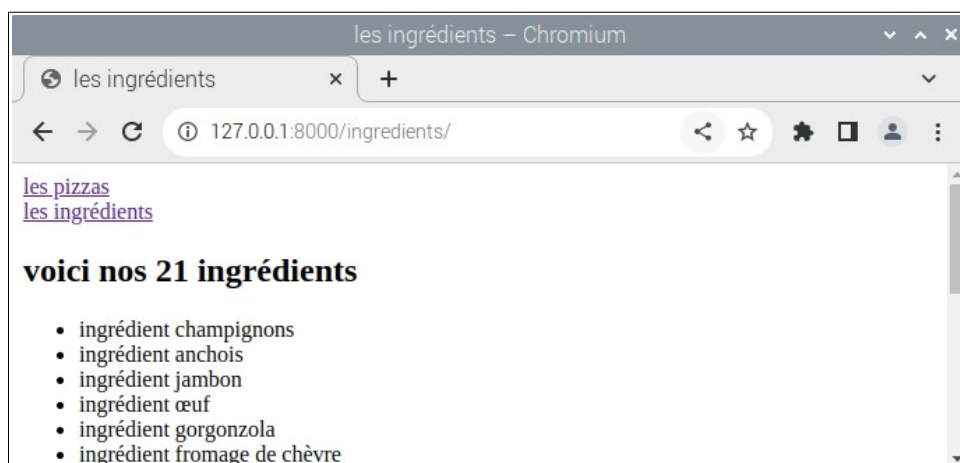 les ingrédients – Chromium
les ingrédients
127.0.0.1:8000/ingredients/
les pizzas
les ingrédients
voici nos 21 ingrédients
• ingrédient champignons
• ingrédient anchois
• ingrédient jambon
• ingrédient œuf
• ingrédient gorgonzola
• ingrédient fromage de chèvre